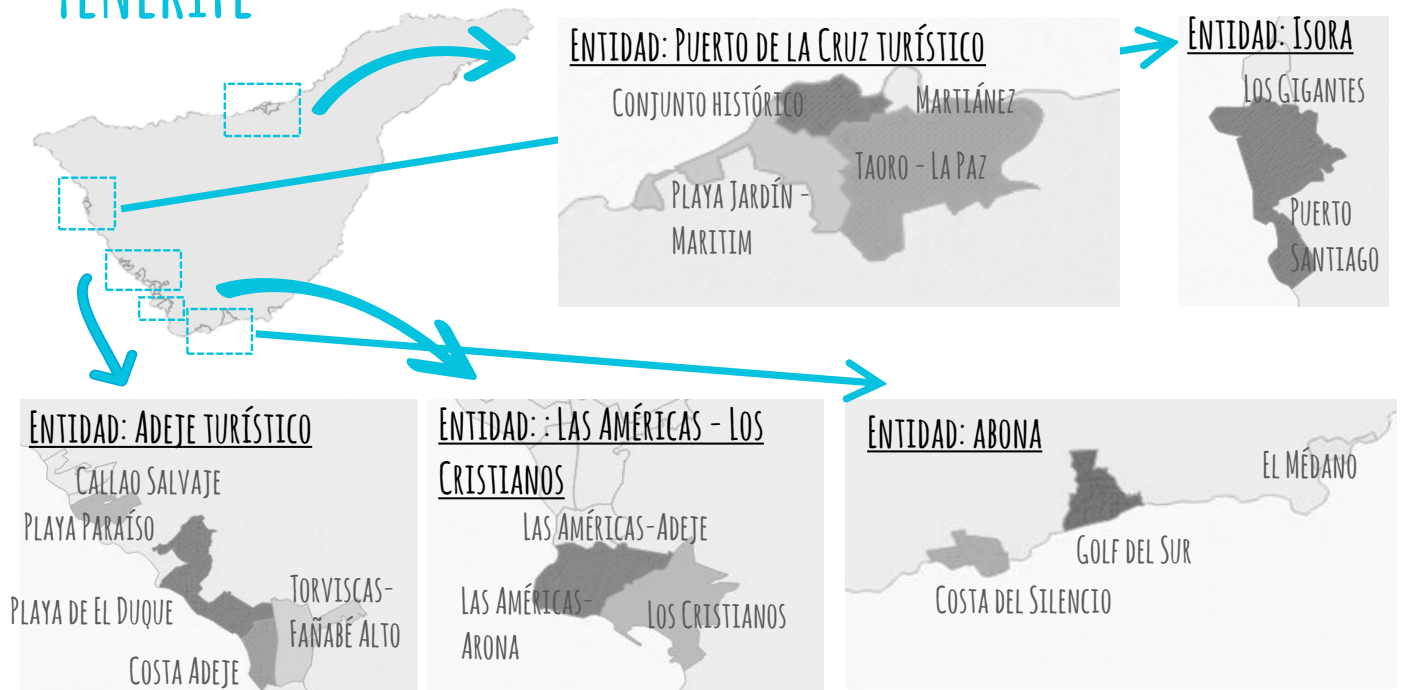 TENERIFE
ENTIDAD: PUERTO DE LA CRUZ TURÍSTICO
CONJUNTO HISTÓRICO
MARTIÁNEZ
TAORO - LA PAZ
PLAYA JARDÍN -
MARITIM
ENTIDAD: ISORA
LOS GIGANTES
PUERTO
SANTIAGO
ENTIDAD: ADEJE TURÍSTICO
CALLAO SALVAJE
PLAYA PARAÍSO
PLAYA DE EL DUQUE
TORVISCAS-
FAÑABÉ ALTO
COSTA ADEJE
ENTIDAD: : LAS AMÉRICAS - LOS
CRISTIANOS
LAS AMÉRICAS-ADEJE
LAS AMÉRICAS-
ARONA
LOS CRISTIANOS
ENTIDAD: ABONA
EL MÉDANO
GOLF DEL SUR
COSTA DEL SILENCIO